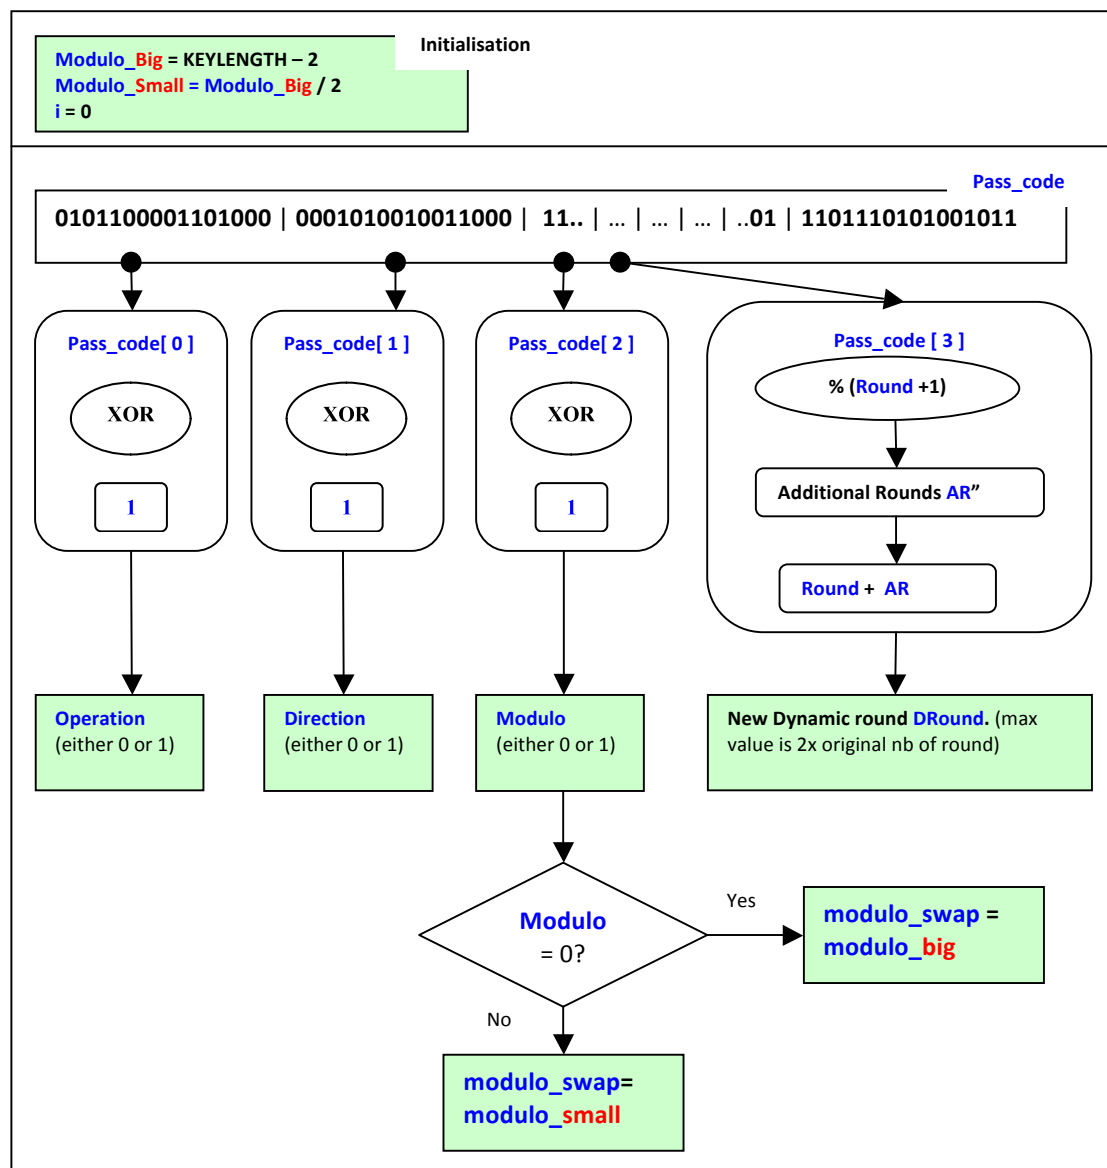 Initialisation
Modulo_Big = KEYLENGTH – 2
Modulo_Small = Modulo_Big / 2
i = 0
Pass_code
0101100001101000 | 0001010010011000 | 11.. | ... | ... | ... | ..01 | 1101110101001011
Pass_code[ 0 ]
XOR
1
Pass_code[ 1 ]
XOR
1
Pass_code[ 2 ]
XOR
1
Pass_code [ 3 ]
% (Round +1)
Additional Rounds AR”
Round + AR
Operation
(either 0 or 1)
Direction
(either 0 or 1)
Modulo
(either 0 or 1)
New Dynamic round DRound. (max
value is 2x original nb of round)
Modulo
= 0?
Yes
modulo_swap =
modulo_big
No
modulo_swap=
modulo_small